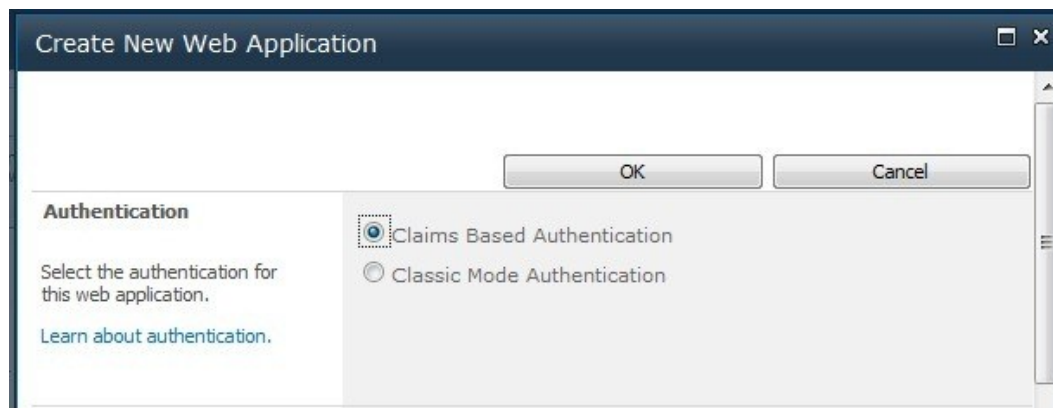 Create New Web Application
OK
Cancel
Authentication
Select the authentication for
this web application.
Learn about authentication.
Claims Based Authentication
Classic Mode Authentication